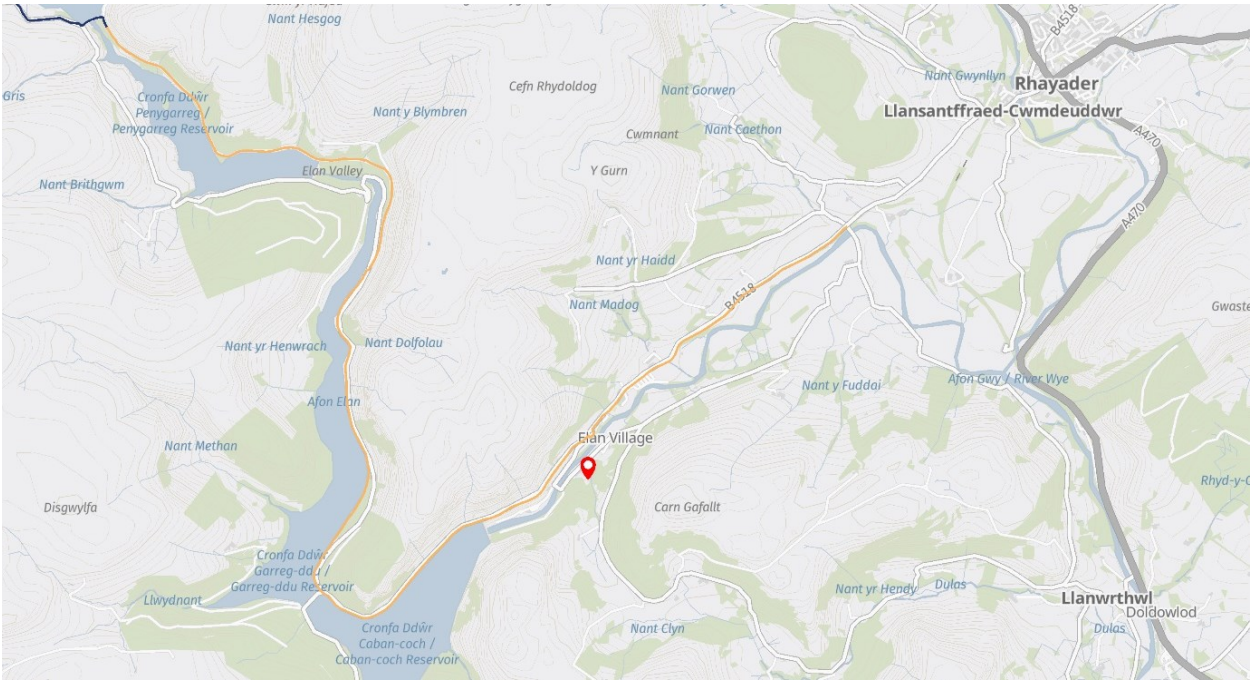 Nant Hesgog
B4518
Gris
Cronfa Ddŵr
Penygarreg /
Penygarreg Reservoir
Nant y Blymbren
Cefn Rhydoldog
Nant Gorwen
Nant Gwynllyn
Rhayader
Llansantffraed-Cwmdeuddwr
Cwmnant
Nant Caethon
A470
Nant Brithgwm
Elan Valley
Y Gurn
A470
Nant yr Haidd
B4518
Nant Madog
Gwaste
Nant yr Henwrach
Nant Dolfolau
Nant y Fuddai
Afon Gwy / River Wye
Afon Elan
Nant Methan
Elan Village
Disgwylfa
Carn Gafallt
Rhyd-y-C
Cronfa Ddŵr
Garreg-ddu /
Garreg-ddu Reservoir
Llwydnant
Nant yr Hendy
Dulas
Llanwrthwl
Doldowlod
Cronfa Ddŵr
Caban-coch /
Caban-coch Reservoir
Nant Clyn
Dulas